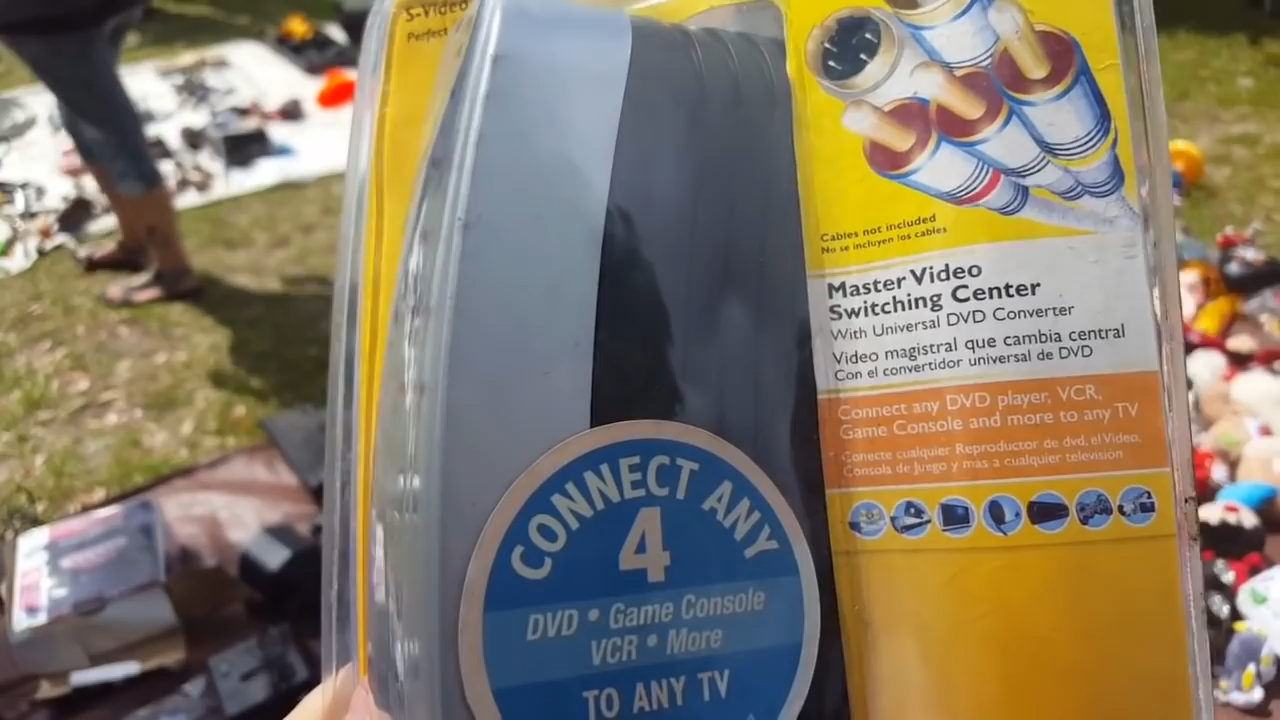 S-Video
Perfect
Cables not included
No se incluyen los cables
Master Video
Switching Center
With Universal DVD Converter
Video magistral que cambia central
Con el convertidor universal de DVD
Connect any DVD player, VCR,
Game Console and more to any TV
Conecte cualquier Reproductor de dvd, el Video,
Consola de Juego y más a cualquier televisión
CONNECT ANY
4
DVD • Game Console
VCR • More
TO ANY TV